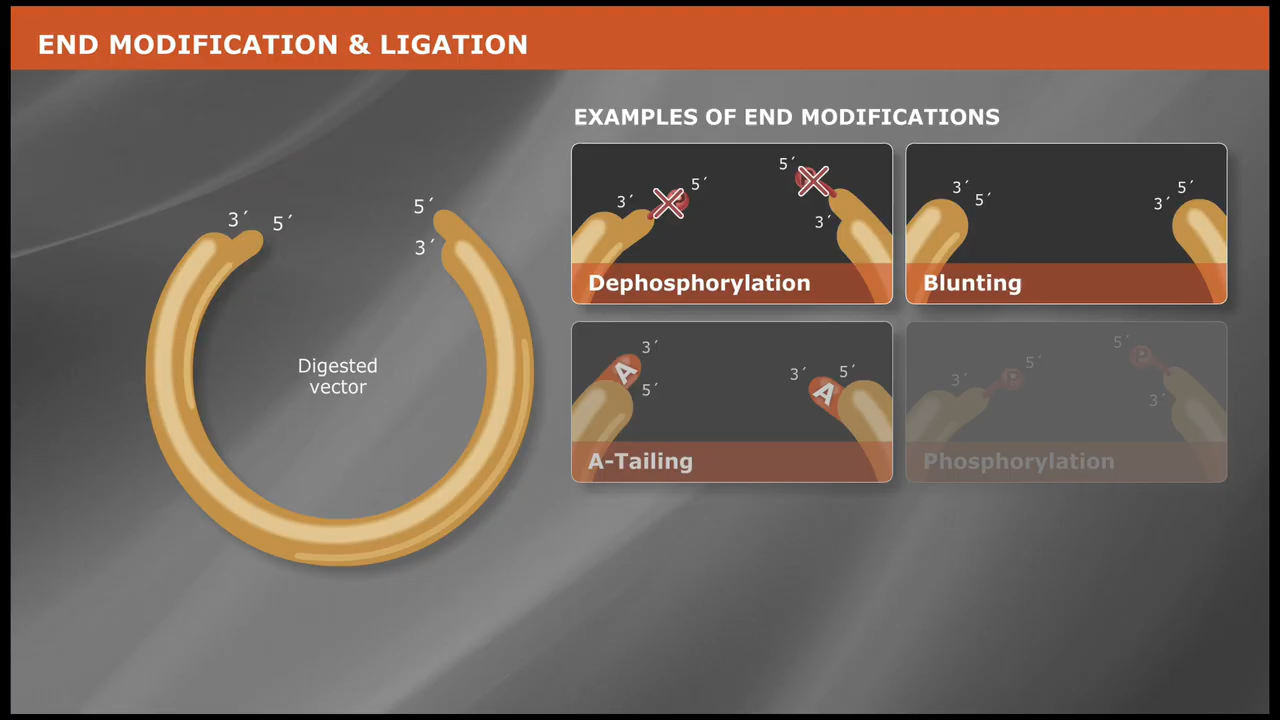 END MODIFICATION & LIGATION
EXAMPLES OF END MODIFICATIONS
3´ 5´
5´
3´
Digested
vector
3´ 5´
5´
3´
Dephosphorylation
3´
5´
5´
3´
Blunting
A
3´
5´
3´ 5´
A
A-Tailing
3´ P 5´
5´ P
3´
Phosphorylation